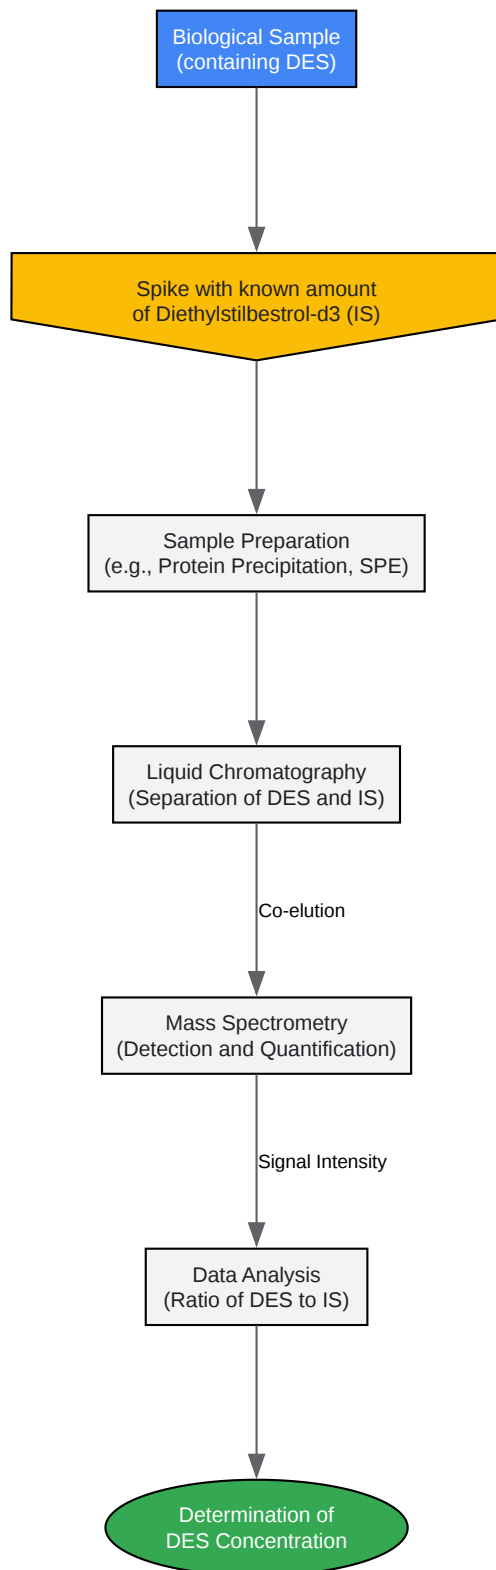 Biological Sample
(containing DES)
Spike with known amount
of Diethylstilbestrol-d3 (IS)
Sample Preparation
(e.g., Protein Precipitation, SPE)
Liquid Chromatography
(Separation of DES and IS)
Co-elution
Mass Spectrometry
(Detection and Quantification)
Signal Intensity
Data Analysis
(Ratio of DES to IS)
Determination of
DES Concentration